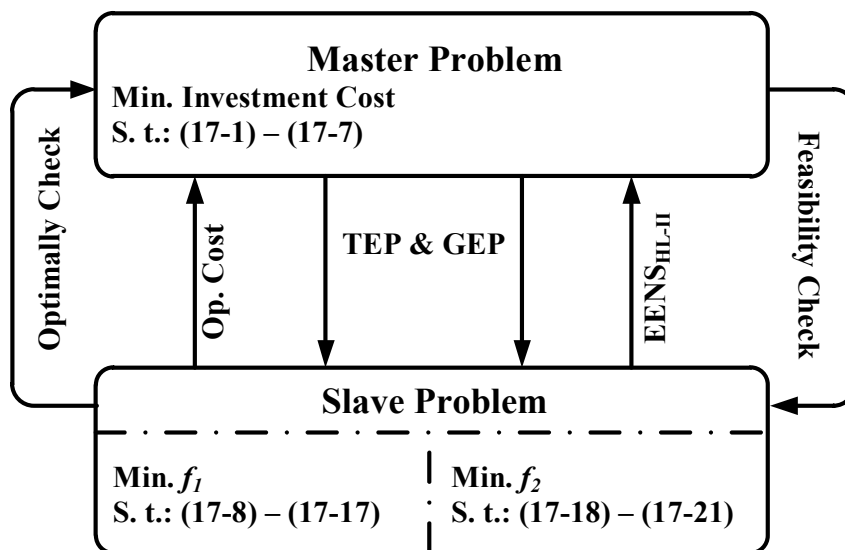 Master Problem
Min. Investment Cost
S. t.: (17-1) – (17-7)
Optimally Check
Op. Cost
TEP & GEP
EENS_HL-II
Feasibility Check
Slave Problem
Min. f₁
S. t.: (17-8) – (17-17)
Min. f₂
S. t.: (17-18) – (17-21)